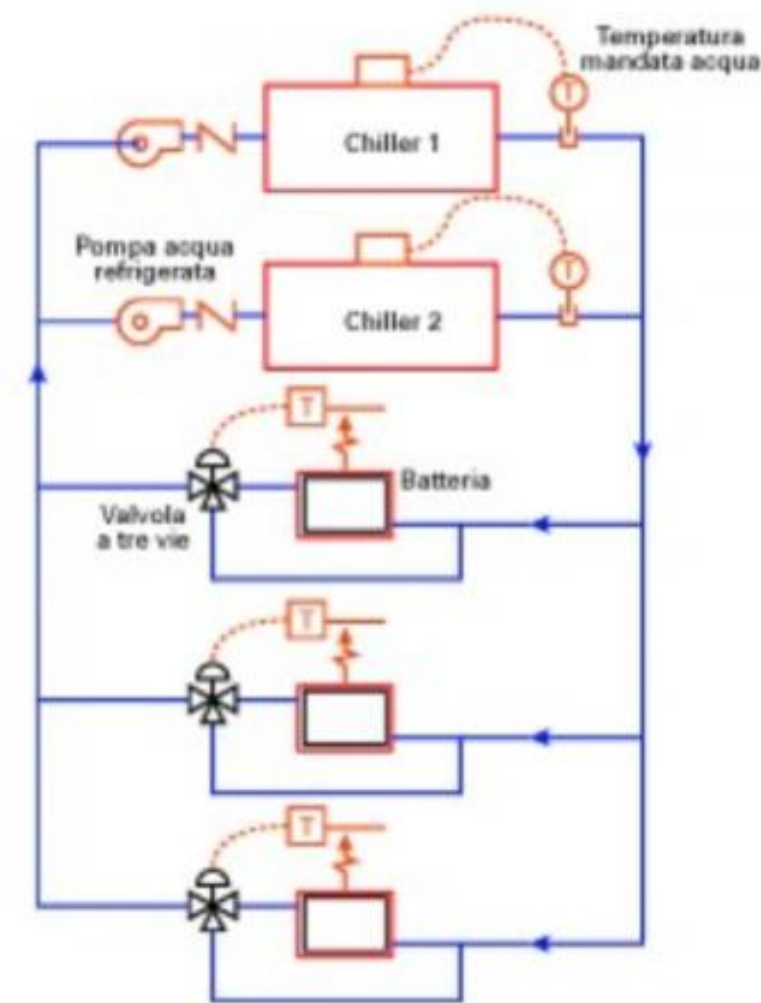 Temperatura
mandata acqua
T
Chiller 1
Pompa acqua
refrigerata
T
Chiller 2
T
Batteria
Valvola
a tre vie
T
T